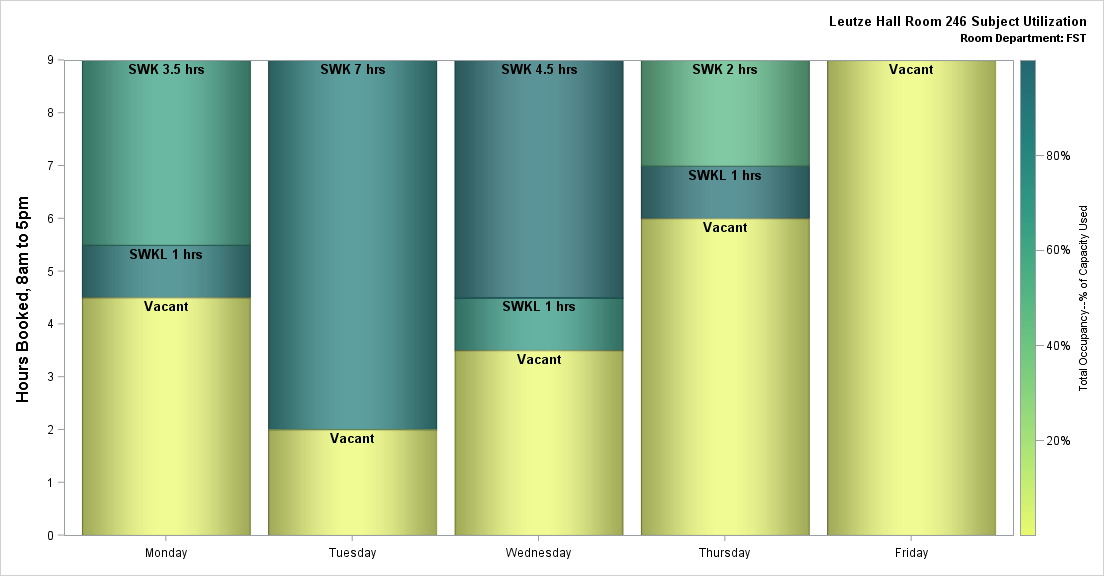 Leutze Hall Room 246 Subject Utilization
Room Department: FST
Hours Booked, 8am to 5pm
9
8
7
6
5
4
3
2
1
0
SWK 3.5 hrs
SWKL 1 hrs
Vacant
SWK 7 hrs
Vacant
SWK 4.5 hrs
SWKL 1 hrs
Vacant
SWK 2 hrs
SWKL 1 hrs
Vacant
Vacant
Monday
Tuesday
Wednesday
Thursday
Friday
80%
60%
40%
20%
Total Occupancy--% of Capacity Used